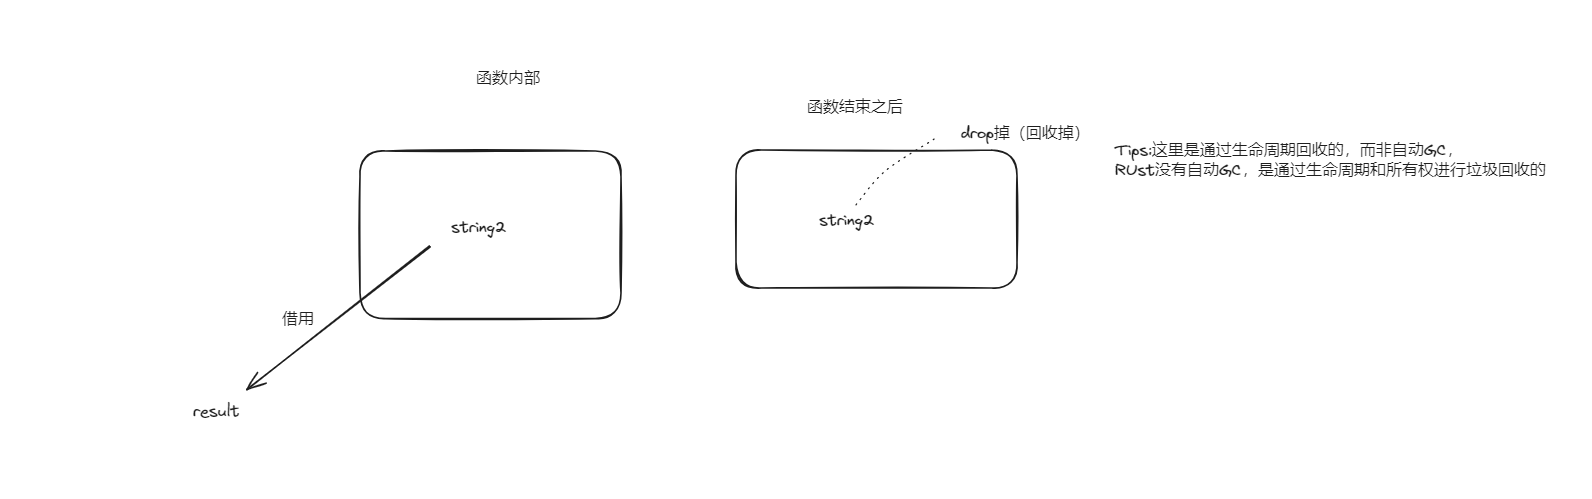 函数内部
函数结束之后
drop掉（回收掉）
Tips:这里是通过生命周期回收的，而非自动GC，
RUst没有自动GC，是通过生命周期和所有权进行垃圾回收的
string2
string2
借用
result